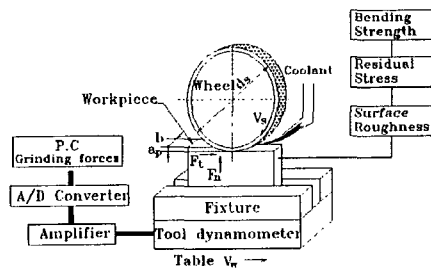 Bending
Strength
Residual
Stress
Surface
Roughness
Coolant
Wheel ds
Workpiece
Vs
b
ap
Ft
Fn
P.C
Grinding forces
A/D Converter
Amplifier
Fixture
Tool dynamometer
Table Vw →